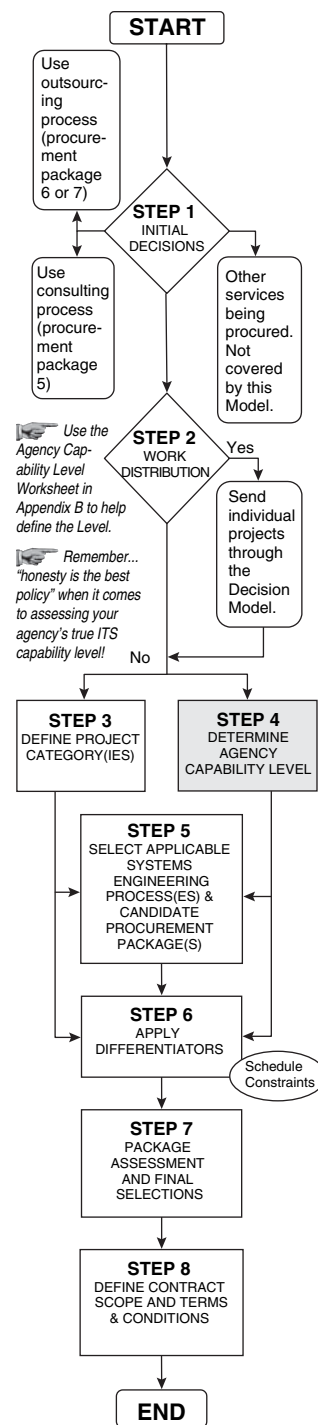 START
Use
outsourc-
ing
process
(procure-
ment
package
6 or 7)
STEP 1
INITIAL
DECISIONS
Use
consulting
process
(procure-
ment
package
5)
Other
services
being
procured.
Not
covered
by this
Model.
STEP 2
WORK
DISTRIBUTION
Yes
Use the
Agency Cap-
ability Level
Worksheet in
Appendix B to help
define the Level.
Remember...
“honesty is the best
policy” when it comes
to assessing your
agency’s true ITS
capability level!
Send
individual
projects
through
the
Decision
Model.
No
STEP 3
DEFINE PROJECT
CATEGORY(IES)
STEP 4
DETERMINE
AGENCY
CAPABILITY LEVEL
STEP 5
SELECT APPLICABLE
SYSTEMS
ENGINEERING
PROCESS(ES) &
CANDIDATE
PROCUREMENT
PACKAGE(S)
STEP 6
APPLY
DIFFERENTIATORS
Schedule
Constraints
STEP 7
PACKAGE
ASSESSMENT
AND FINAL
SELECTIONS
STEP 8
DEFINE CONTRACT
SCOPE AND TERMS
& CONDITIONS
END